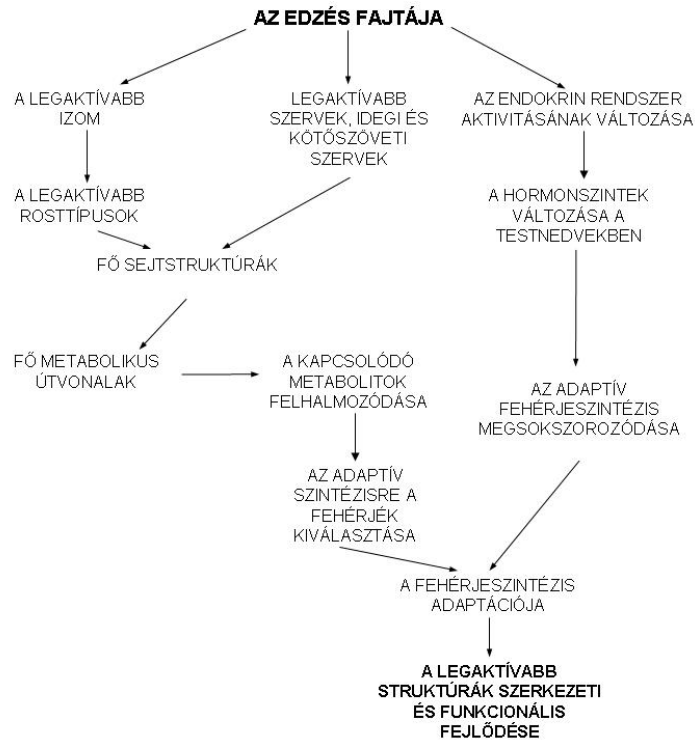 AZ EDZÉS FAJTÁJA
A LEGAKTÍVABB
IZOM
LEGAKTÍVABB
SZERVEK, IDEGI ÉS
KÖTŐSZÖVETI
SZERVEK
AZ ENDOKRIN RENDSZER
AKTIVITÁSÁNAK VÁLTOZÁSA
A LEGAKTÍVABB
ROSTTÍPUSOK
A HORMONSZINTEK
VÁLTOZÁSA A
TESTNEDVEKBEN
FŐ SEJTSTRUKTÚRÁK
FŐ METABOLIKUS
ÚTVONALAK
A KAPCSOLÓDÓ
METABOLITOK
FELHALMOZÓDÁSA
AZ ADAPTÍV
FEHÉRJESZINTÉZIS
MEGSOKSZOROZÓDÁSA
AZ ADAPTÍV
SZINTÉZISRE A
FEHÉRJÉK
KIVÁLASZTÁSA
A FEHÉRJESZINTÉZIS
ADAPTÁCIÓJA
A LEGAKTÍVABB
STRUKTÚRÁK SZERKEZETI
ÉS FUNKCIONÁLIS
FEJLŐDÉSE